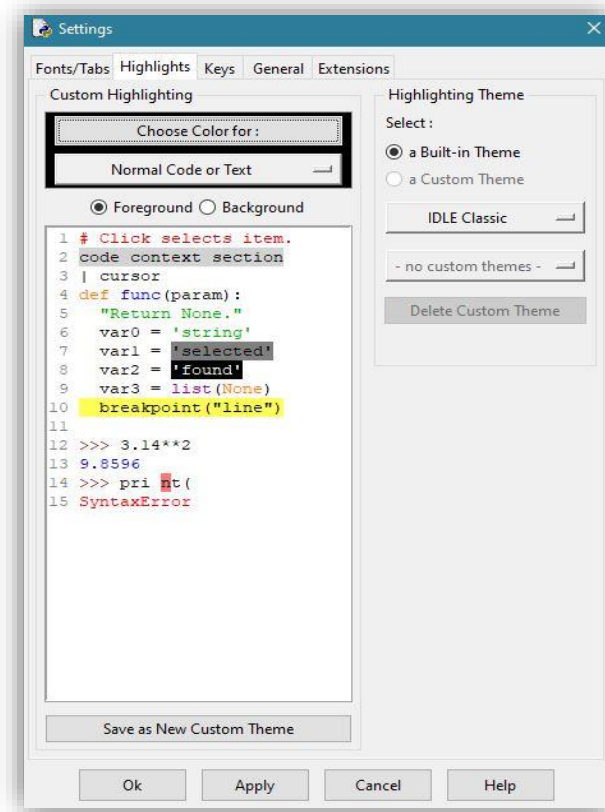 Settings
Fonts/Tabs Highlights Keys General Extensions
Custom Highlighting
Choose Color for :
Normal Code or Text
Foreground Background
1 # Click selects item.
2 code context section
3 | cursor
4 def func(param):
5   "Return None."
6   var0 = 'string'
7   var1 = 'selected'
8   var2 = 'found'
9   var3 = list(None)
10   breakpoint("line")
11
12 >>> 3.14**2
13 9.8596
14 >>> pri nt(
15 SyntaxError
Save as New Custom Theme
Highlighting Theme
Select :
a Built-in Theme
a Custom Theme
IDLE Classic
- no custom themes -
Delete Custom Theme
Ok Apply Cancel Help